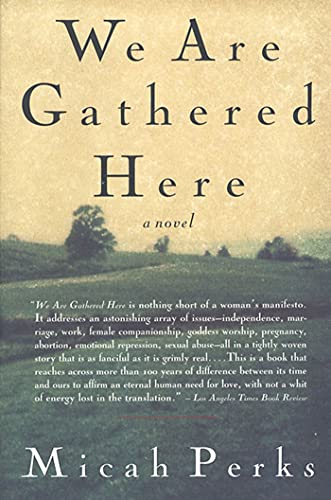 We Are
Gathered
Here
a novel
"We Are Gathered Here is nothing short of a woman's manifesto.
It addresses an astonishing array of issues—independence, mar-
riage, work, female companionship, goddess worship, pregnancy,
abortion, emotional repression, sexual abuse—all in a tightly woven
story that is as fanciful as it is grimly real....This is a book that
reaches across more than 100 years of difference between its time
and ours to affirm an eternal human need for love, with not a whit
of energy lost in the translation." – Los Angeles Times Book Review
Micah Perks